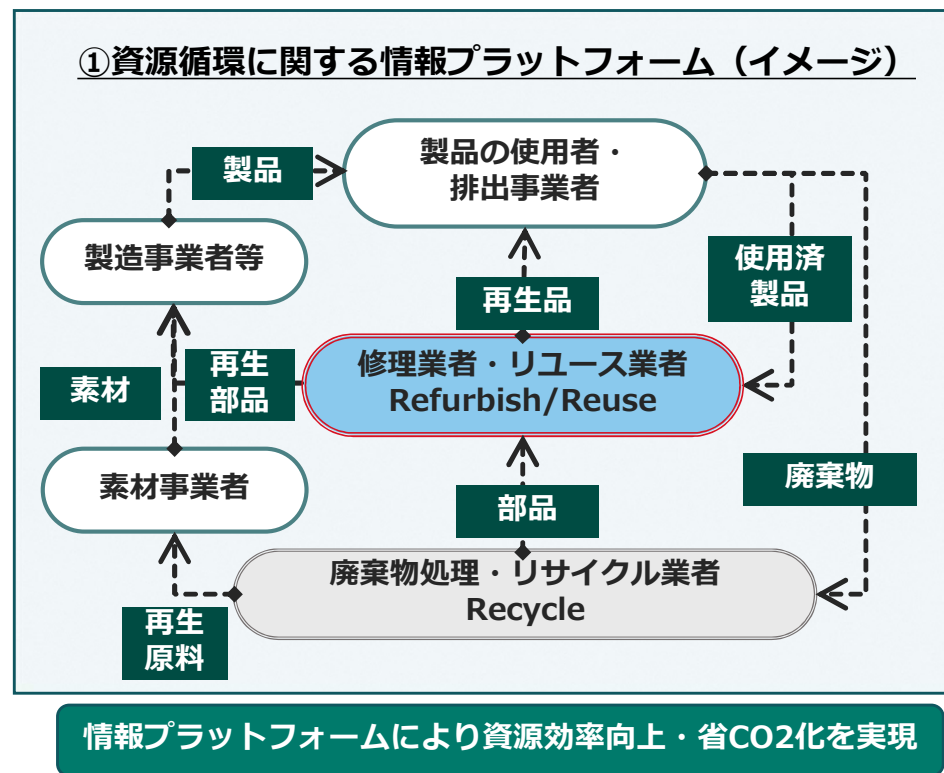 ①資源循環に関する情報プラットフォーム（イメージ）
製品
製品の使用者・
排出事業者
製造事業者等
使用済
製品
再生品
素材
再生
部品
修理業者・リユース業者
Refurbish/Reuse
素材事業者
部品
廃棄物
廃棄物処理・リサイクル業者
Recycle
再生
原料
情報プラットフォームにより資源効率向上・省CO2化を実現